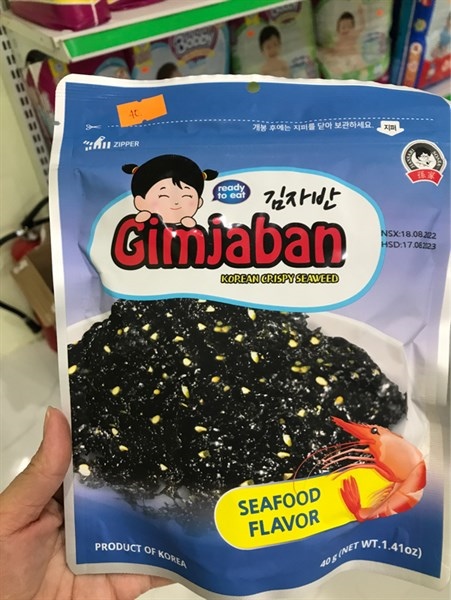 Bobby
개봉 후에는 지퍼를 닫아 보관하세요.
지퍼
ZIPPER
ready
to eat
김자반
Gimjaban
KOREAN CRISPY SEAWEED
NSX:18.08.2022
HSD:17.082023
SEAFOOD
FLAVOR
PRODUCT OF KOREA
40 g (NET WT.1.41oz)